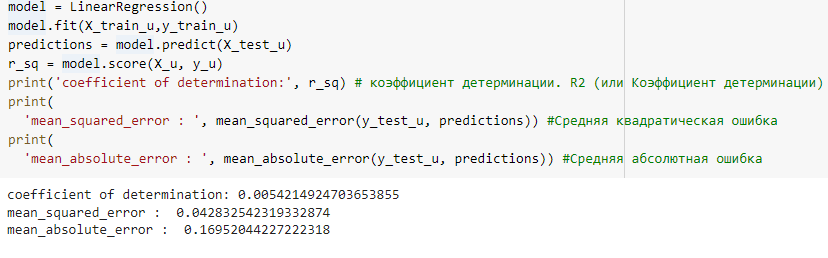 model = LinearRegression()
model.fit(X_train_u,y_train_u)
predictions = model.predict(X_test_u)
r_sq = model.score(X_u, y_u)
print('coefficient of determination:', r_sq) # коэффициент детерминации. R2 (или Коэффициент детерминации)
print(
  'mean_squared_error : ', mean_squared_error(y_test_u, predictions)) #Средняя квадратическая ошибка
print(
  'mean_absolute_error : ', mean_absolute_error(y_test_u, predictions)) #Средняя абсолютная ошибка
coefficient of determination: 0.0054214924703653855
mean_squared_error :  0.042832542319332874
mean_absolute_error :  0.16952044227222318